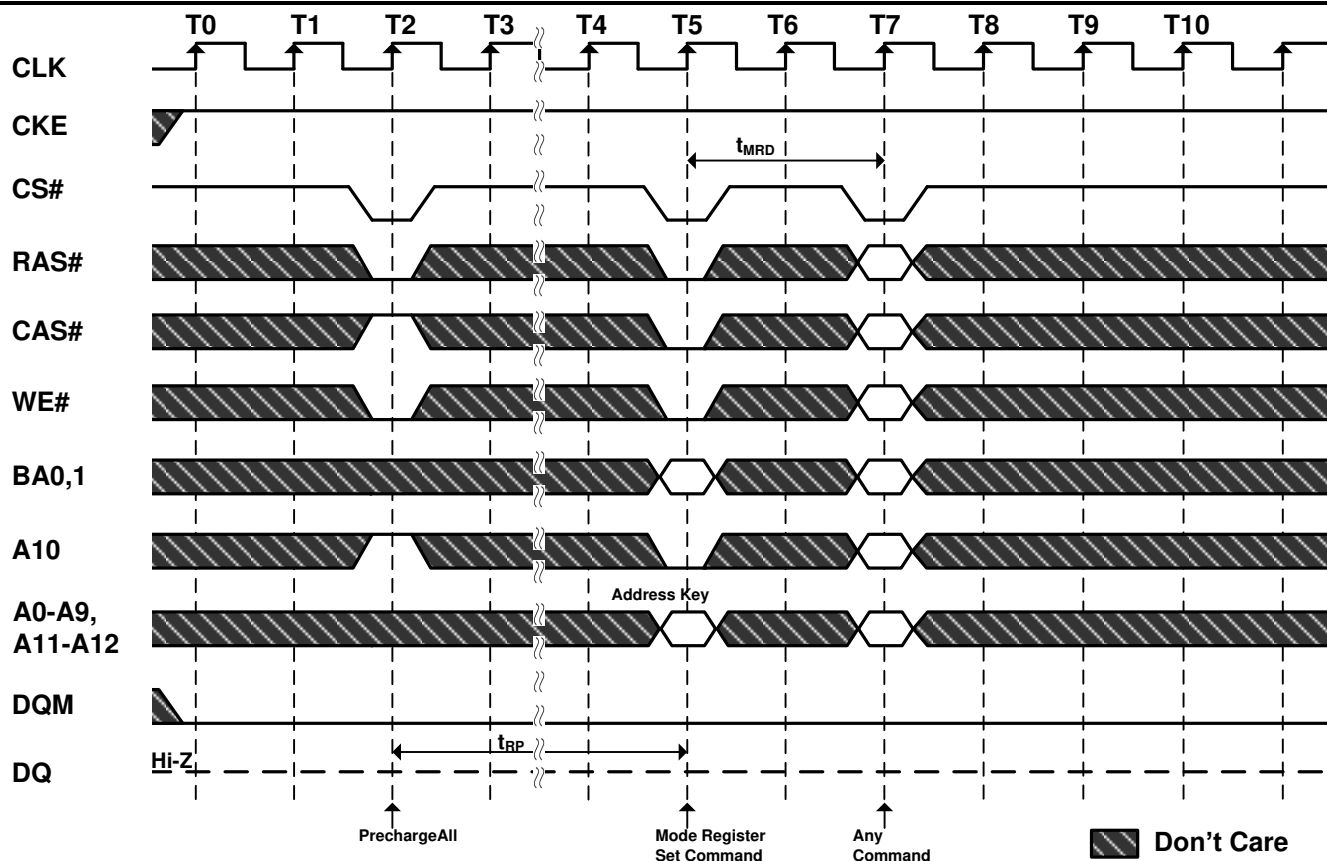 T0 T1 T2 T3 T4 T5 T6 T7 T8 T9 T10
CLK
CKE
tMRD
CS#
RAS#
CAS#
WE#
BA0,1
A10
Address Key
A0-A9,
A11-A12
DQM
tRP
Hi-Z
DQ
PrechargeAll
Mode Register
Set Command
Any
Command
Don't Care